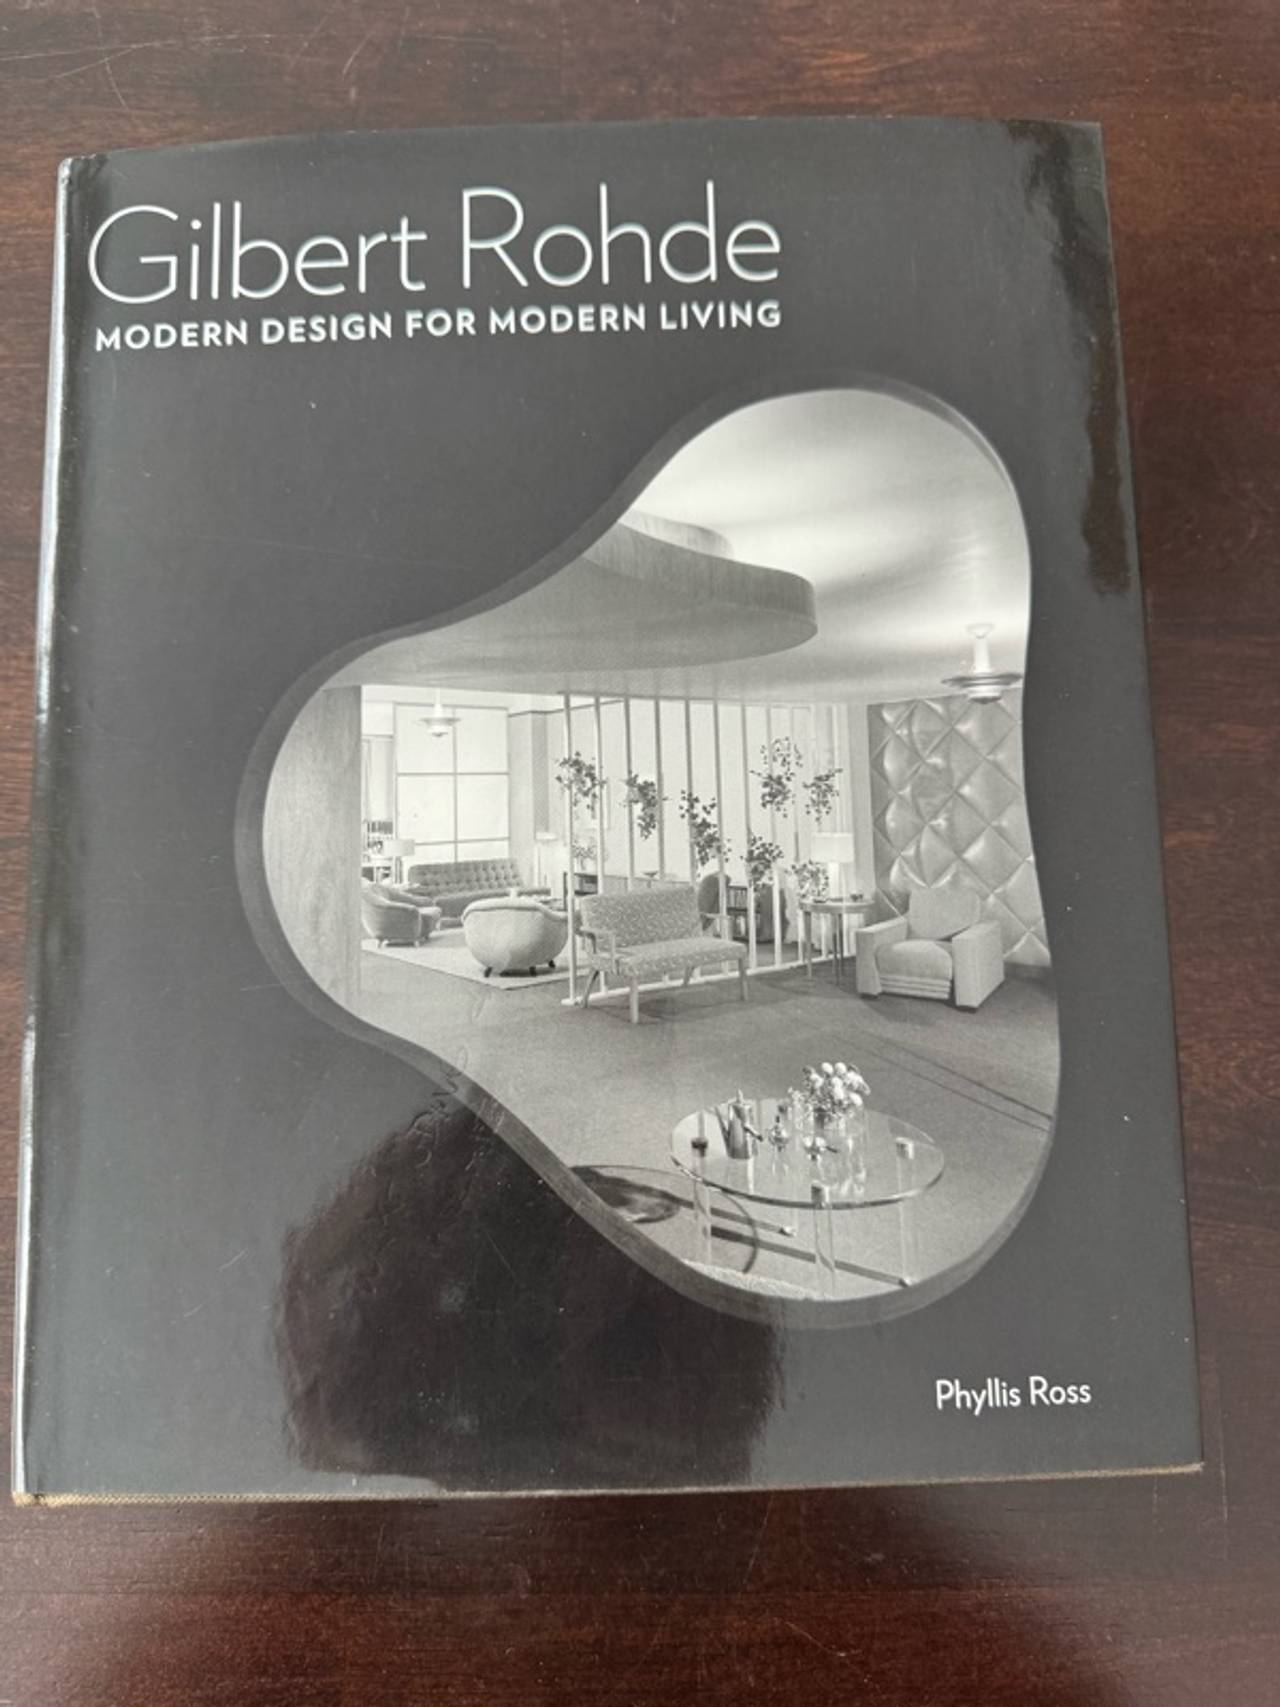 Gilbert Rohde
MODERN DESIGN FOR MODERN LIVING
Phyllis Ross